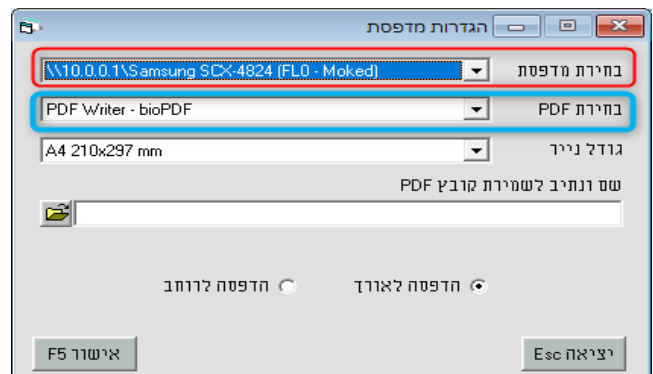 הגדרות מדפסת
בחירת מדפסת \\10.0.0.1\Samsung SCX-4824 (FL0 - Moked)
בחירת PDF PDF Writer - bioPDF
גודל נייר A4 210x297 mm
שם ונתיב לשמירת קובץ PDF
הדפסה לאורך הדפסה לרוחב
יציאה Esc אישור F5